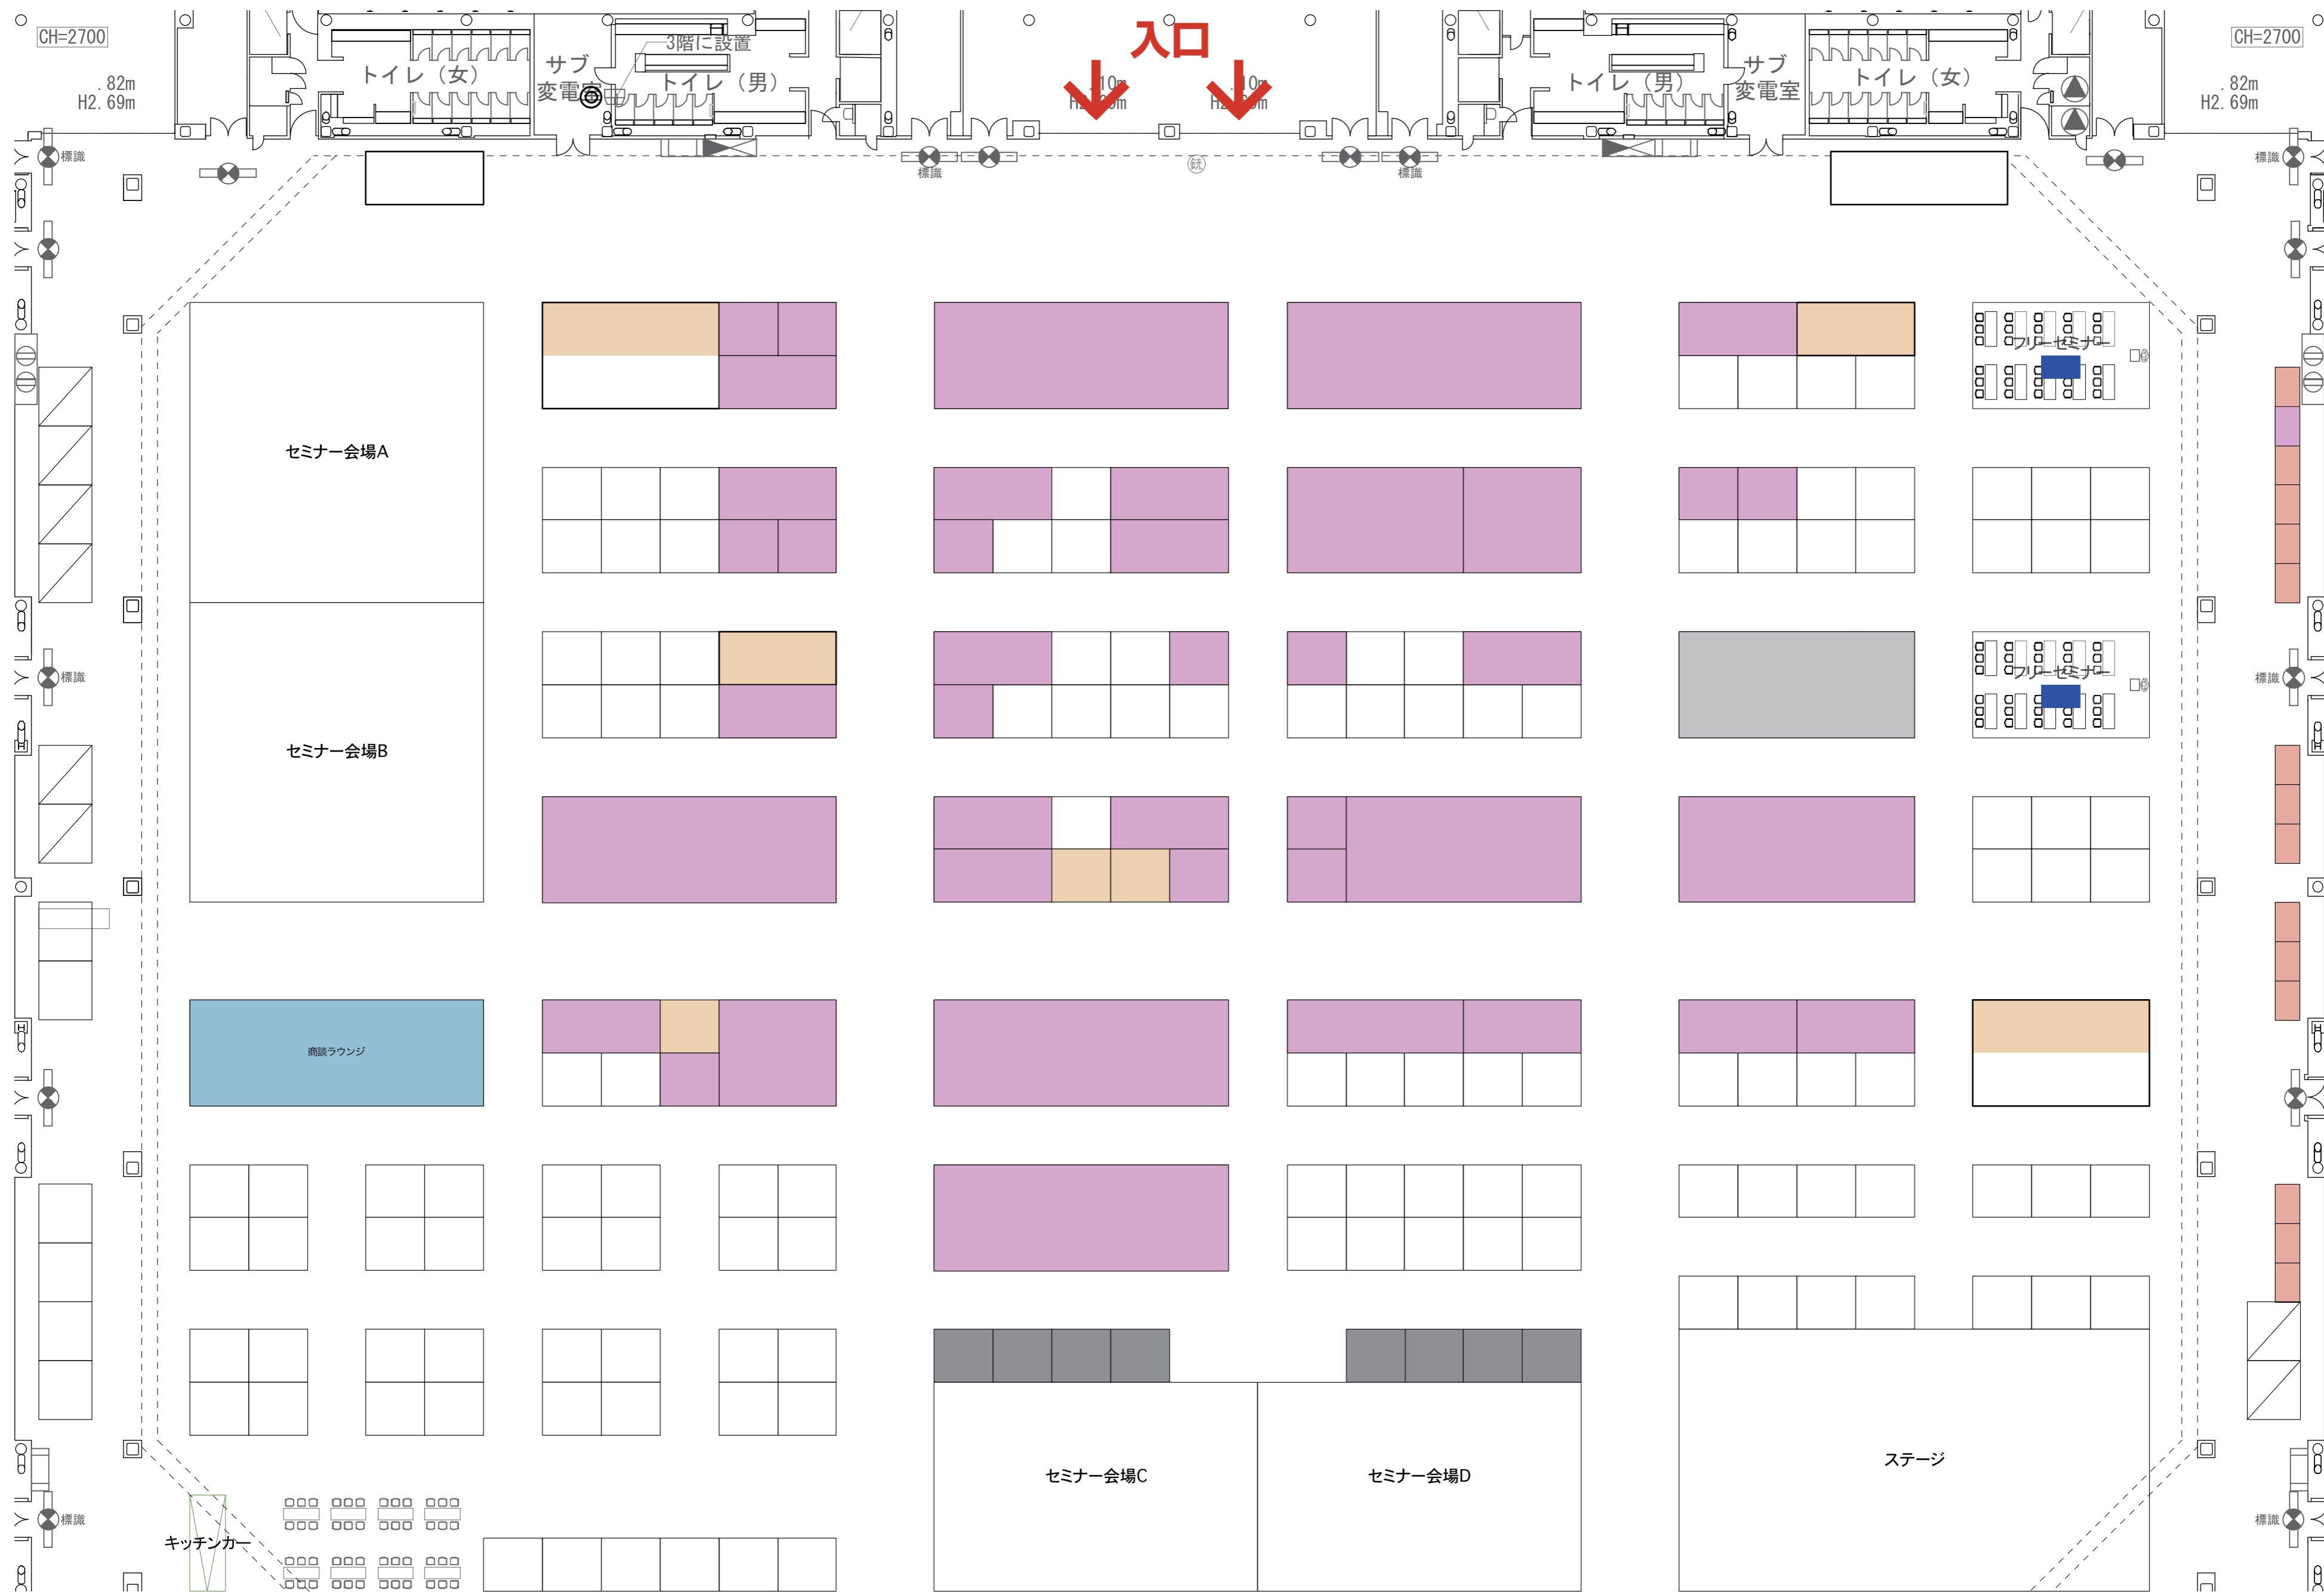 入口
CH=2700
CH=2700
3階に設置
トイレ（女）
サブ
変電室
トイレ（男）
トイレ（男）
サブ
変電室
トイレ（女）
.82m
H2.69m
.10m
.10m
.82m
H2.69m
標識
標識
標識
標識
フリーセミナー
セミナー会場A
標識
フリーセミナー
標識
セミナー会場B
商談ラウンジ
セミナー会場C
セミナー会場D
ステージ
標識
標識
キッチンカー